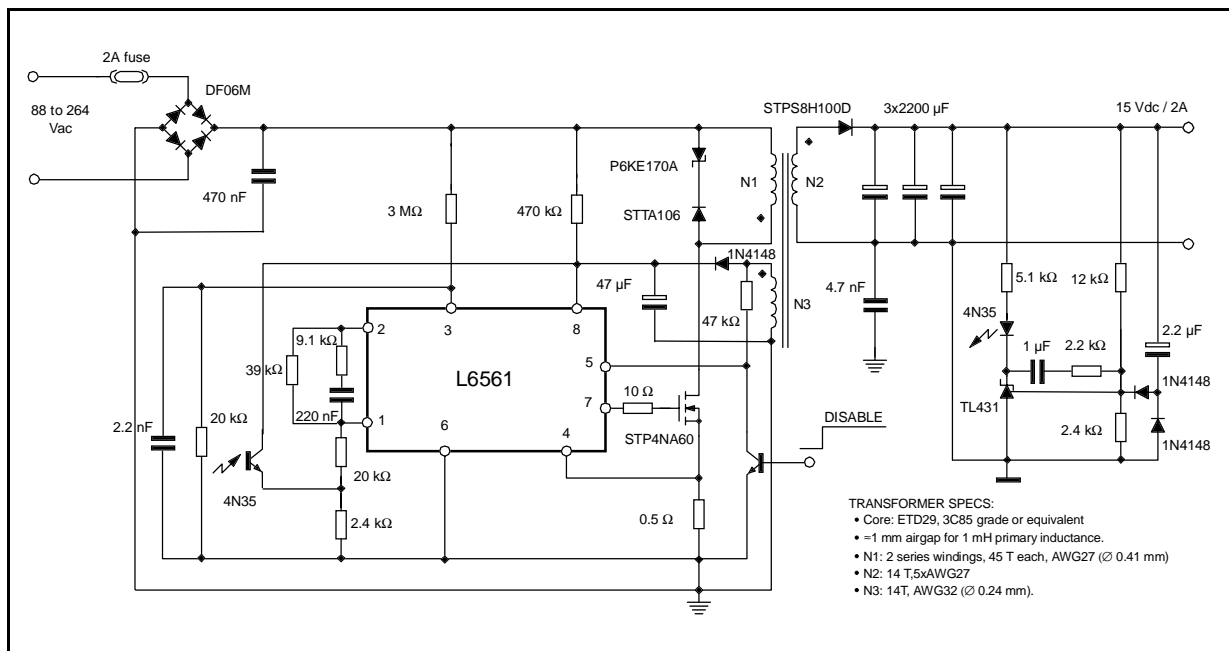 2A fuse
DF06M
88 to 264
Vac
470 nF
3 MΩ
470 kΩ
P6KE170A
STTA106
N1
N2
STPS8H100D
3x2200 µF
15 Vdc / 2A
1N4148
47 µF
47 kΩ
N3
4.7 nF
5.1 kΩ
12 kΩ
4N35
2.2 µF
1 µF
2.2 kΩ
1N4148
TL431
2.4 kΩ
1N4148
2
3
8
9.1 kΩ
39 kΩ
5
L6561
10 Ω
7
220 nF
1
6
4
STP4NA60
DISABLE
2.2 nF
20 kΩ
20 kΩ
4N35
2.4 kΩ
0.5 Ω
TRANSFORMER SPECS:
• Core: ETD29, 3C85 grade or equivalent
• ≈1 mm airgap for 1 mH primary inductance.
• N1: 2 series windings, 45 T each, AWG27 (∅ 0.41 mm)
• N2: 14 T,5xAWG27
• N3: 14T, AWG32 (∅ 0.24 mm).